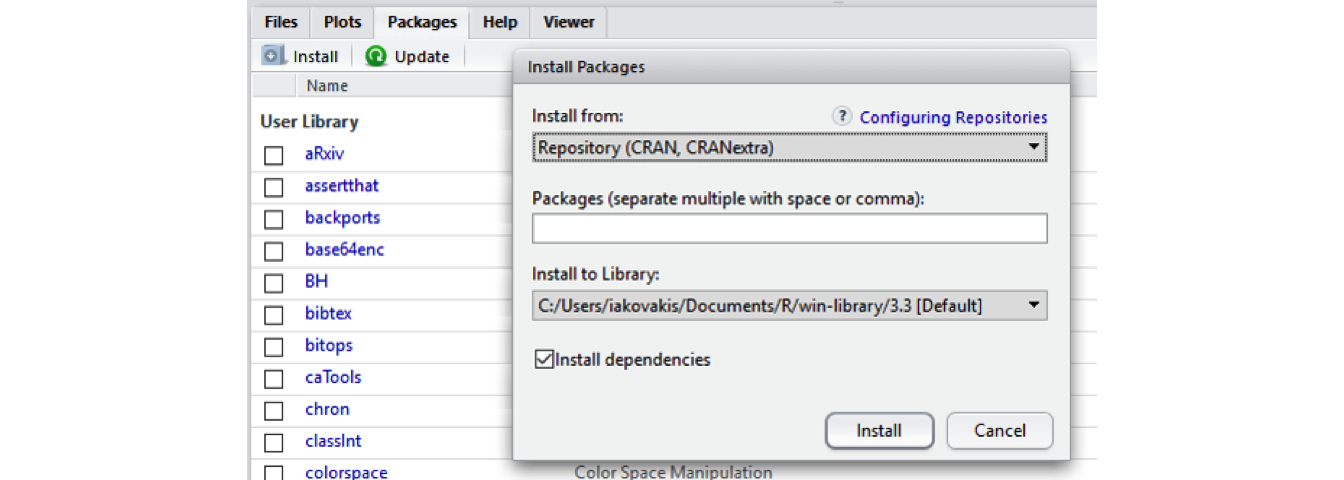 Files Plots Packages Help Viewer
Install Update
Name
User Library
aRxiv
assertthat
backports
base64enc
BH
bibtex
bitops
caTools
chron
classInt
colorspace Color Space Manipulation
Install Packages
Install from: ? Configuring Repositories
Repository (CRAN, CRANextra)
Packages (separate multiple with space or comma):
Install to Library:
C:/Users/iakovakis/Documents/R/win-library/3.3 [Default]
Install dependencies
Install Cancel